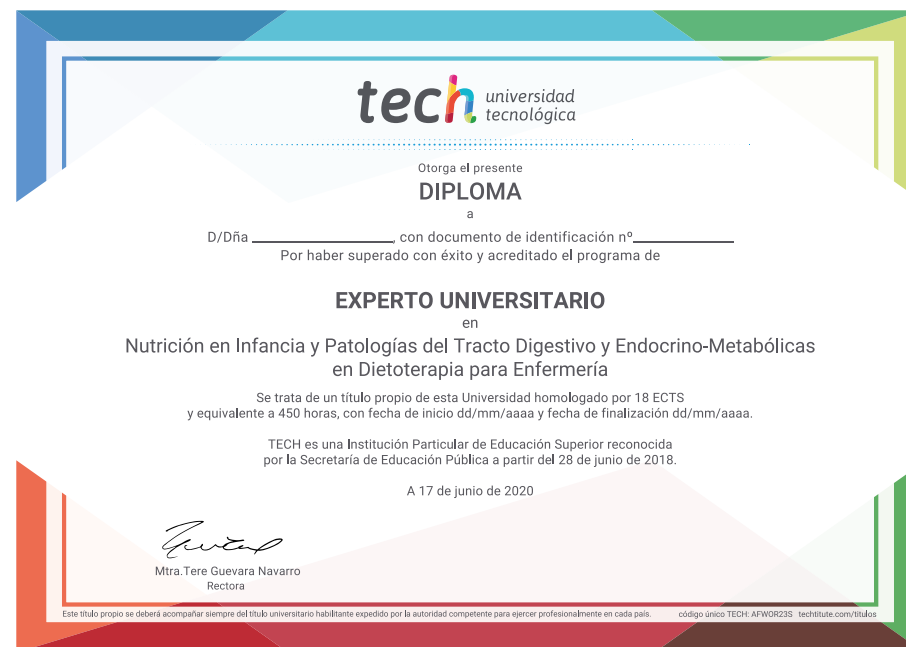 tech universidad
tecnológica
Otorga el presente
DIPLOMA
a
D/Dña ____________________, con documento de identificación nº______________
Por haber superado con éxito y acreditado el programa de
EXPERTO UNIVERSITARIO
en
Nutrición en Infancia y Patologías del Tracto Digestivo y Endocrino-Metabólicas
en Dietoterapia para Enfermería
Se trata de un título propio de esta Universidad homologado por 18 ECTS
y equivalente a 450 horas, con fecha de inicio dd/mm/aaaa y fecha de finalización dd/mm/aaaa.
TECH es una Institución Particular de Educación Superior reconocida
por la Secretaría de Educación Pública a partir del 28 de junio de 2018.
A 17 de junio de 2020
Mtra.Tere Guevara Navarro
Rectora
Este título propio se deberá acompañar siempre del título universitario habilitante expedido por la autoridad competente para ejercer profesionalmente en cada país. código único TECH: AFWOR23S techtitute.com/titulos